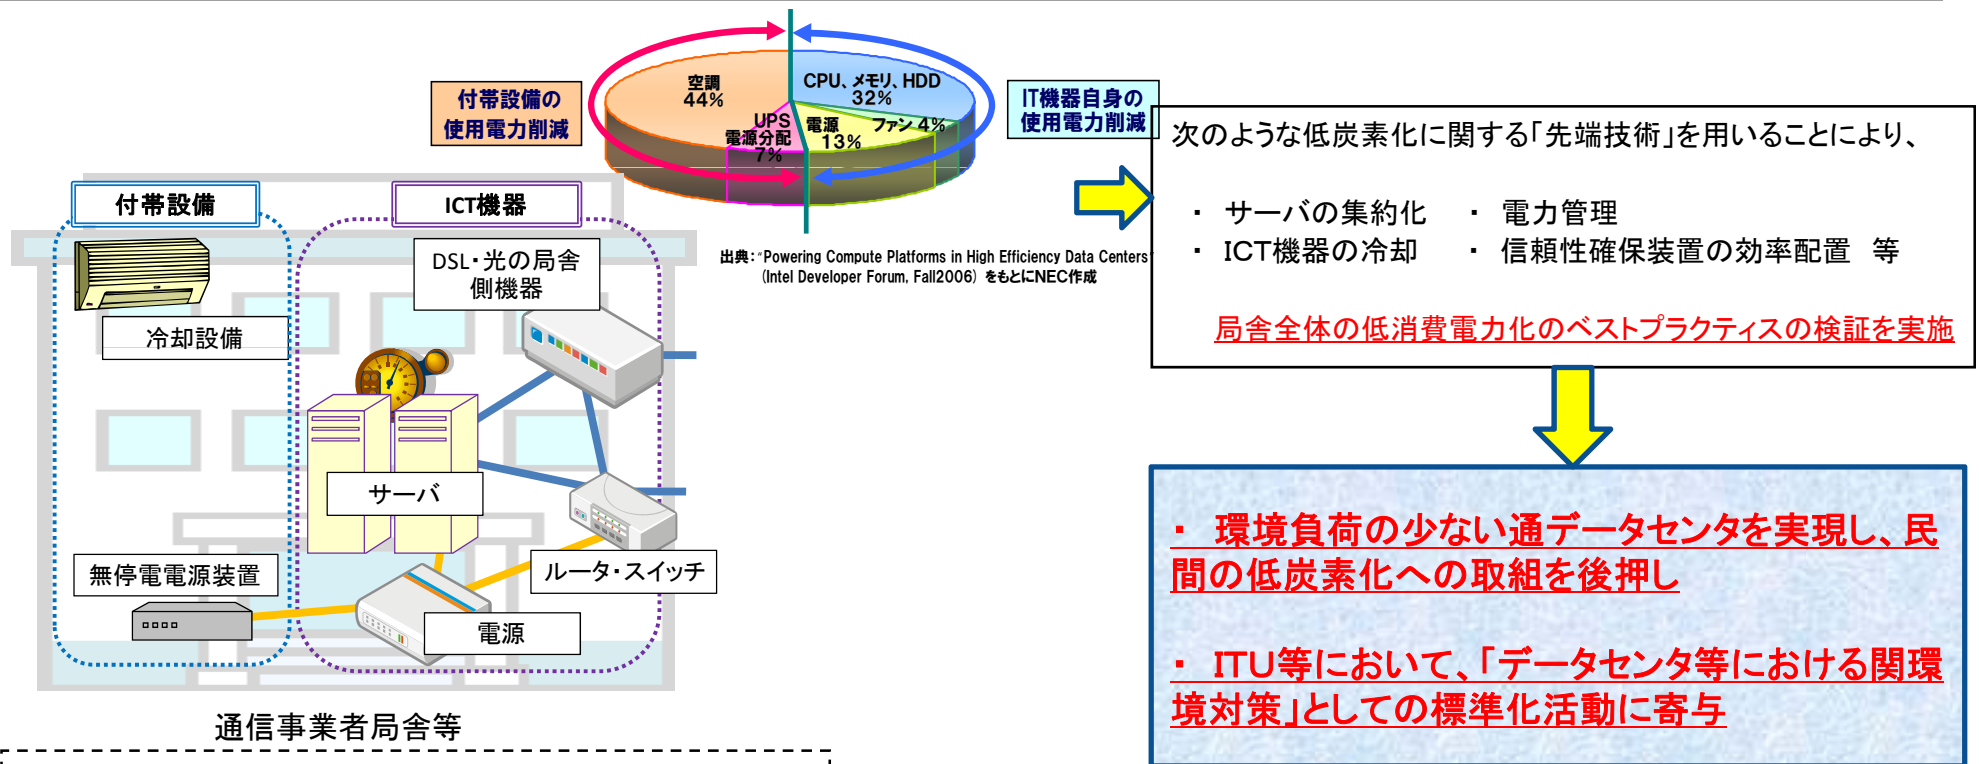 空調
44%
CPU、メモリ、HDD
32%
UPS
電源分配
7%
電源
13%
ファン 4%
付帯設備の
使用電力削減
IT機器自身の
使用電力削減
出典:“Powering Compute Platforms in High Efficiency Data Centers”
(Intel Developer Forum, Fall2006) をもとにNEC作成
付帯設備
ICT機器
DSL・光の局舎
側機器
冷却設備
サーバ
無停電電源装置
ルータ・スイッチ
電源
通信事業者局舎等
次のような低炭素化に関する「先端技術」を用いることにより、
・ サーバの集約化 ・ 電力管理
・ ICT機器の冷却 ・ 信頼性確保装置の効率配置 等
局舎全体の低消費電力化のベストプラクティスの検証を実施
・ 環境負荷の少ない通データセンタを実現し、民
間の低炭素化への取組を後押し
・ ITU等において、「データセンタ等における関環
境対策」としての標準化活動に寄与